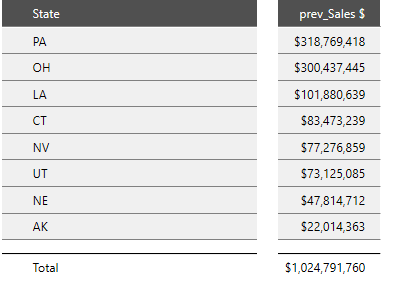 State prev_Sales $
PA $318,769,418
OH $300,437,445
LA $101,880,639
CT $83,473,239
NV $77,276,859
UT $73,125,085
NE $47,814,712
AK $22,014,363
Total $1,024,791,760